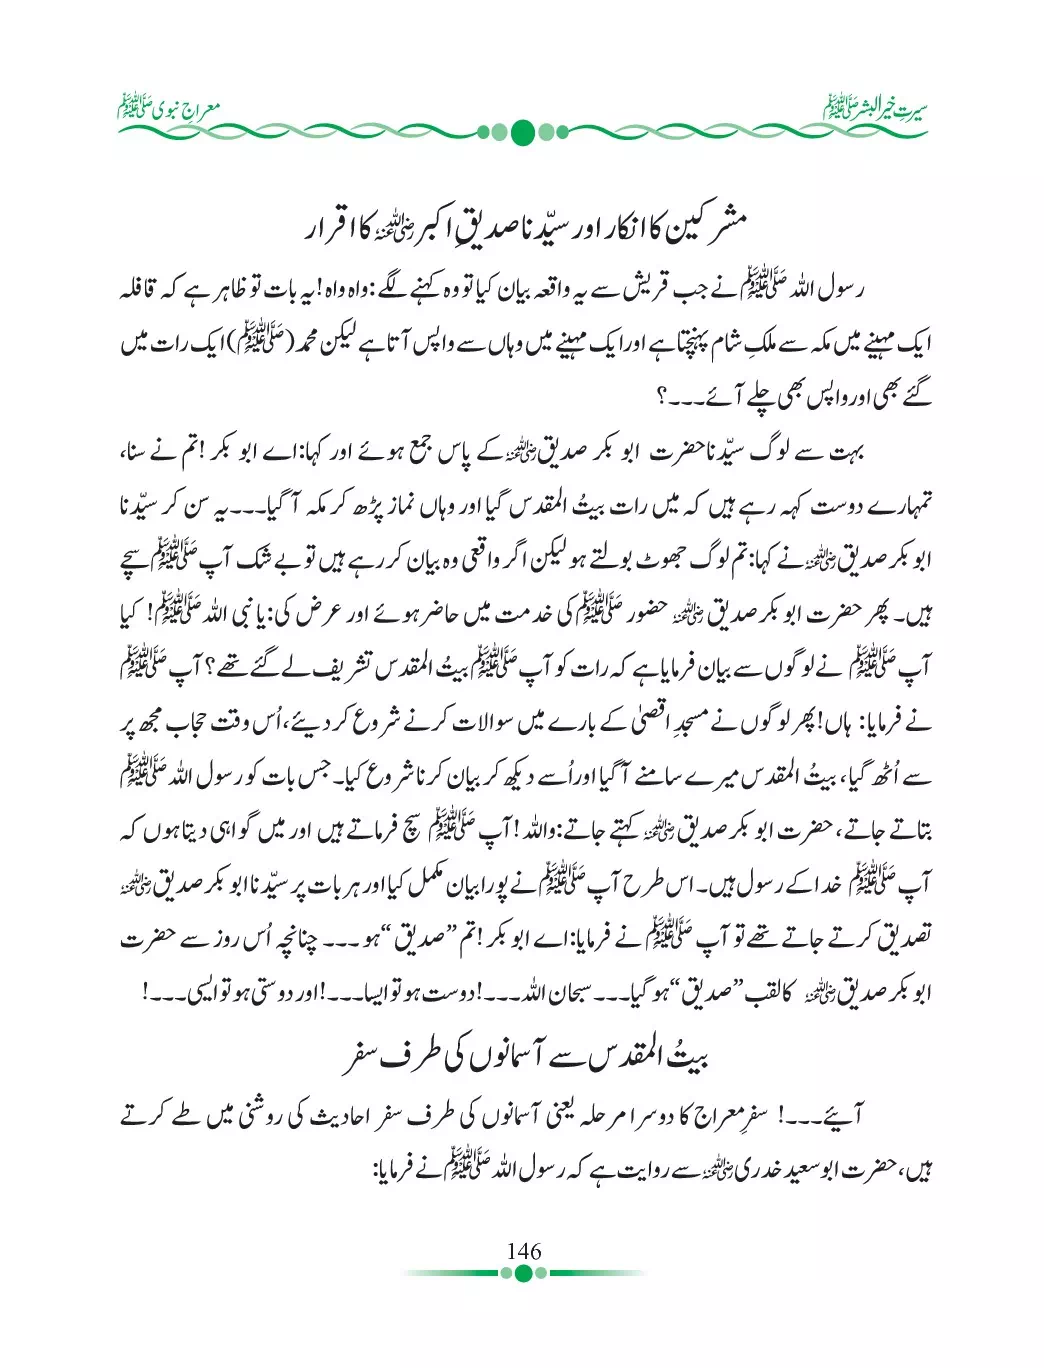 سیرتِ خیر البشر ﷺ
معراجِ نبوی ﷺ
مشرکین کا انکار اور سیّدنا صدیقِ اکبر رضی اللہ عنہ کا اقرار
رسول اللہ ﷺ نے جب قریش سے یہ واقعہ بیان کیا تو وہ کہنے لگے: واہ واہ! یہ بات تو ظاہر ہے کہ قافلہ
ایک مہینے میں مکہ سے ملکِ شام پہنچتا ہے اور ایک مہینے میں وہاں سے واپس آتا ہے لیکن محمد (ﷺ) ایک رات میں
گئے بھی اور واپس بھی چلے آئے۔۔۔؟
بہت سے لوگ سیّدنا حضرت ابو بکر صدیق رضی اللہ عنہ کے پاس جمع ہوئے اور کہا: اے ابو بکر! تم نے سنا،
تمہارے دوست کہہ رہے ہیں کہ میں رات بیتُ المقدس گیا اور وہاں نماز پڑھ کر مکہ آ گیا۔۔۔ یہ سن کر سیّدنا
ابو بکر صدیق رضی اللہ عنہ نے کہا: تم لوگ جھوٹ بولتے ہو لیکن اگر واقعی وہ بیان کر رہے ہیں تو بے شک آپ ﷺ سچے
ہیں۔ پھر حضرت ابو بکر صدیق رضی اللہ عنہ حضور ﷺ کی خدمت میں حاضر ہوئے اور عرض کی: یا نبی اللہ ﷺ! کیا
آپ ﷺ نے لوگوں سے بیان فرمایا ہے کہ رات کو آپ ﷺ بیتُ المقدس تشریف لے گئے تھے؟ آپ ﷺ
نے فرمایا: ہاں! پھر لوگوں نے مسجدِ اقصیٰ کے بارے میں سوالات کرنے شروع کر دیئے، اُس وقت حجاب مجھ پر
سے اُٹھ گیا، بیتُ المقدس میرے سامنے آ گیا اور اُسے دیکھ کر بیان کرنا شروع کیا۔ جس بات کو رسول اللہ ﷺ
بتاتے جاتے، حضرت ابو بکر صدیق رضی اللہ عنہ کہتے جاتے: واللہ! آپ ﷺ سچ فرماتے ہیں اور میں گواہی دیتا ہوں کہ
آپ ﷺ خدا کے رسول ہیں۔ اس طرح آپ ﷺ نے پورا بیان مکمل کیا اور ہر بات پر سیّدنا ابو بکر صدیق رضی اللہ عنہ
تصدیق کرتے جاتے تھے تو آپ ﷺ نے فرمایا: اے ابو بکر! تم ”صدیق“ ہو ۔۔۔ چنانچہ اُس روز سے حضرت
ابو بکر صدیق رضی اللہ عنہ کا لقب ”صدیق“ ہو گیا۔۔۔ سبحان اللہ۔۔۔! دوست ہو تو ایسا۔۔۔! اور دوستی ہو تو ایسی۔۔۔!
بیتُ المقدس سے آسمانوں کی طرف سفر
آیئے۔۔۔! سفرِ معراج کا دوسرا مرحلہ یعنی آسمانوں کی طرف سفر احادیث کی روشنی میں طے کرتے
ہیں، حضرت ابو سعید خدری رضی اللہ عنہ سے روایت ہے کہ رسول اللہ ﷺ نے فرمایا:
146